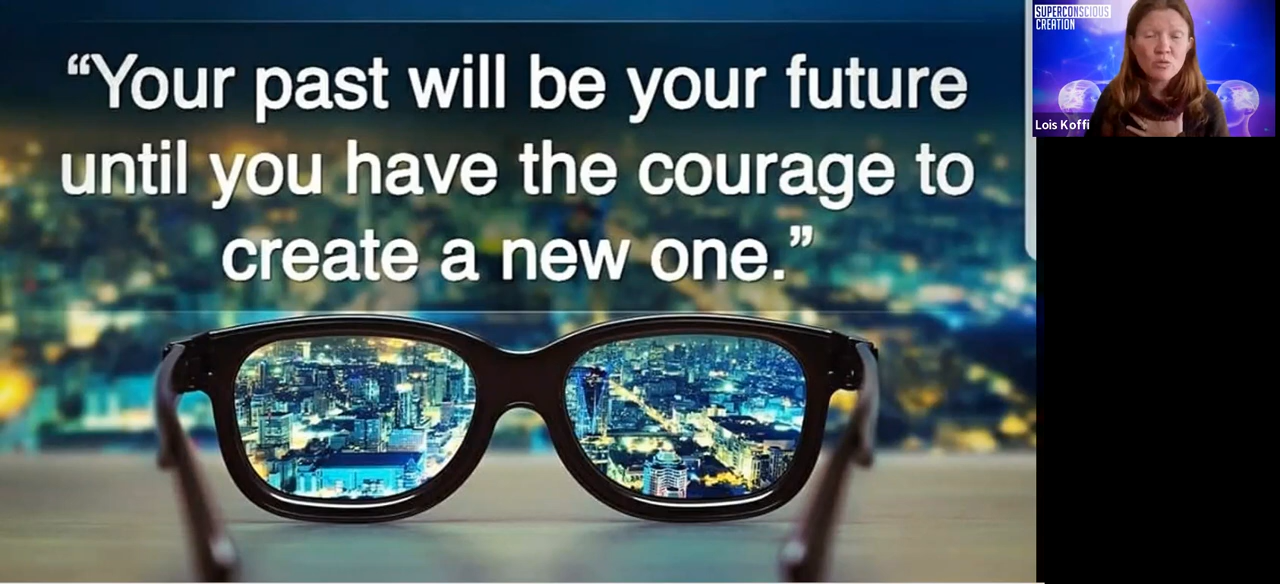 “Your past will be your future
until you have the courage to
create a new one.”
SUPERCONSCIOUS
CREATION
Lois Koffi